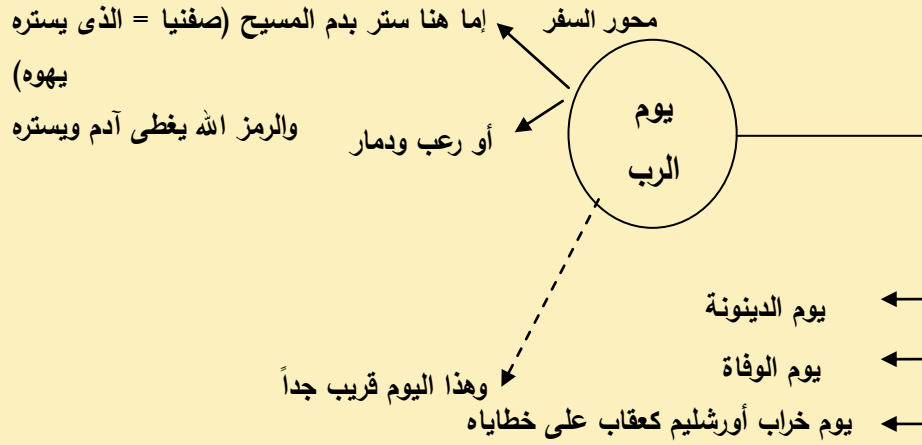 محور السفر
إما هنا ستر بدم المسيح (صفنيا = الذى يستره
يهوه)
والرمز الله يغطى آدم ويستره
أو رعب ودمار
يوم
الرب
يوم الدينونة
يوم الوفاة
وهذا اليوم قريب جداً
يوم خراب أورشليم كعقاب على خطاياه